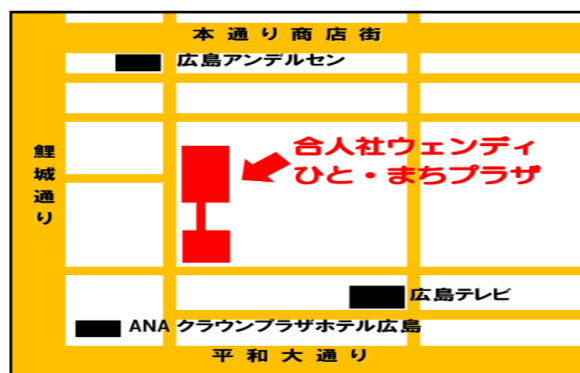 本通り商店街
広島アンデルセン
合人社ウェンディ
ひと・まちプラザ
鯉城通り
広島テレビ
ANA クラウンプラザホテル広島
平和大通り